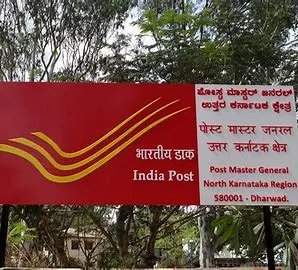 भारतीय डाक
India Post
ಪೋಸ್ಟ್ ಮಾಸ್ಟರ್ ಜನರಲ್
ಉತ್ತರ ಕರ್ನಾಟಕ ಕ್ಷೇತ್ರ
पोस्ट मास्टर जनरल
उत्तर कर्नाटक क्षेत्र
Post Master General
North Karnataka Region
580001 - Dharwad.